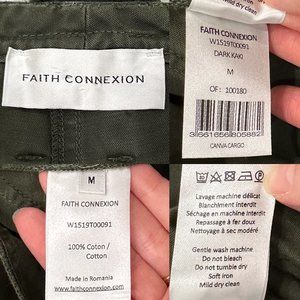 FAITH CONNEXION
Mild dry clean
FAITH CONNEXION
W1519T00091
DARK KAKI
M
OF : 100180
3661656805882
CANVA CARGO
M
FAITH CONNEXION
W1519T00091
100% Coton /
Cotton
Made in Romania
www.faithconnexion.com
Lavage machine délicat
Blanchiment interdit
Séchage en machine interdit
Repassage à fer doux
Nettoyage à sec modéré
Gentle wash machine
Do not bleach
Do not tumble dry
Soft iron
Mild dry clean